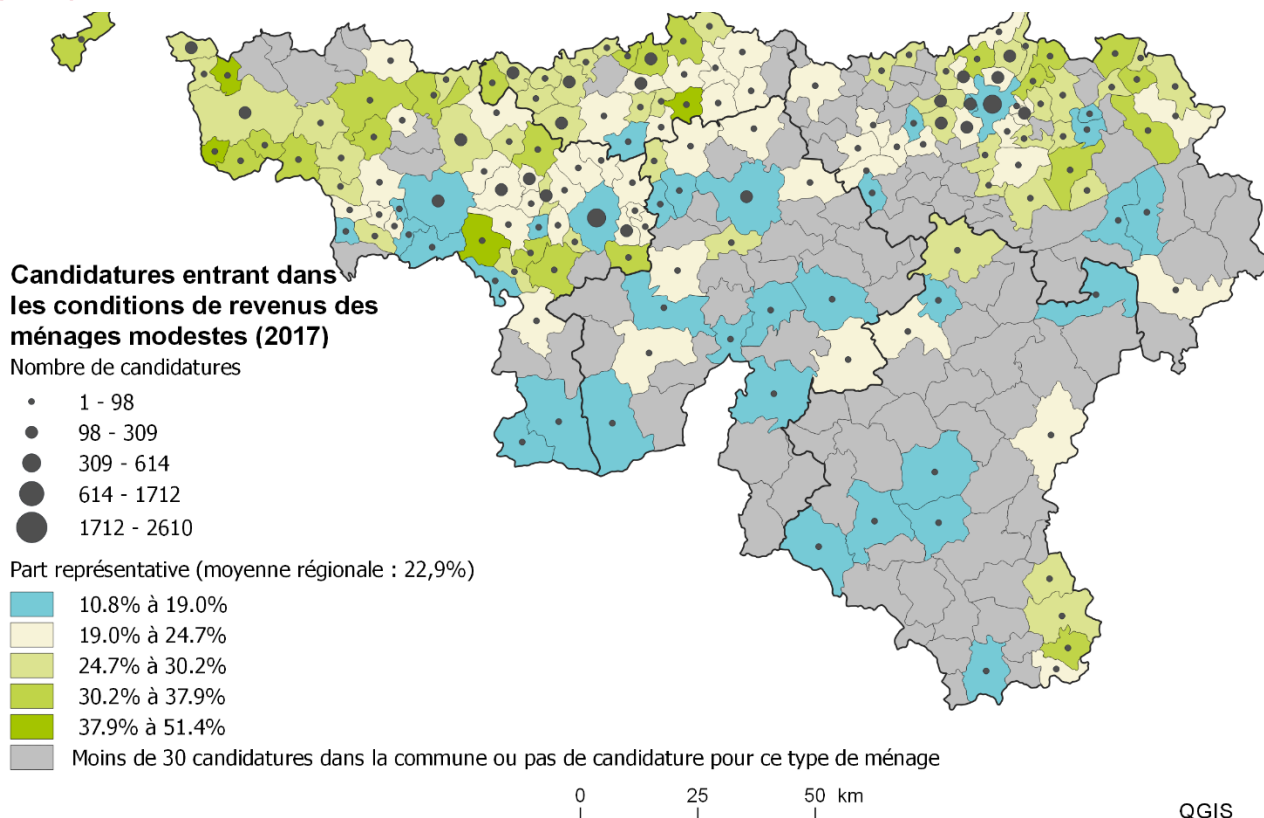 Candidatures entrant dans
les conditions de revenus des
ménages modestes (2017)
Nombre de candidatures
1 - 98
98 - 309
309 - 614
614 - 1712
1712 - 2610
Part représentative (moyenne régionale : 22,9%)
10.8% à 19.0%
19.0% à 24.7%
24.7% à 30.2%
30.2% à 37.9%
37.9% à 51.4%
Moins de 30 candidatures dans la commune ou pas de candidature pour ce type de ménage
0 25 50 km
QGIS